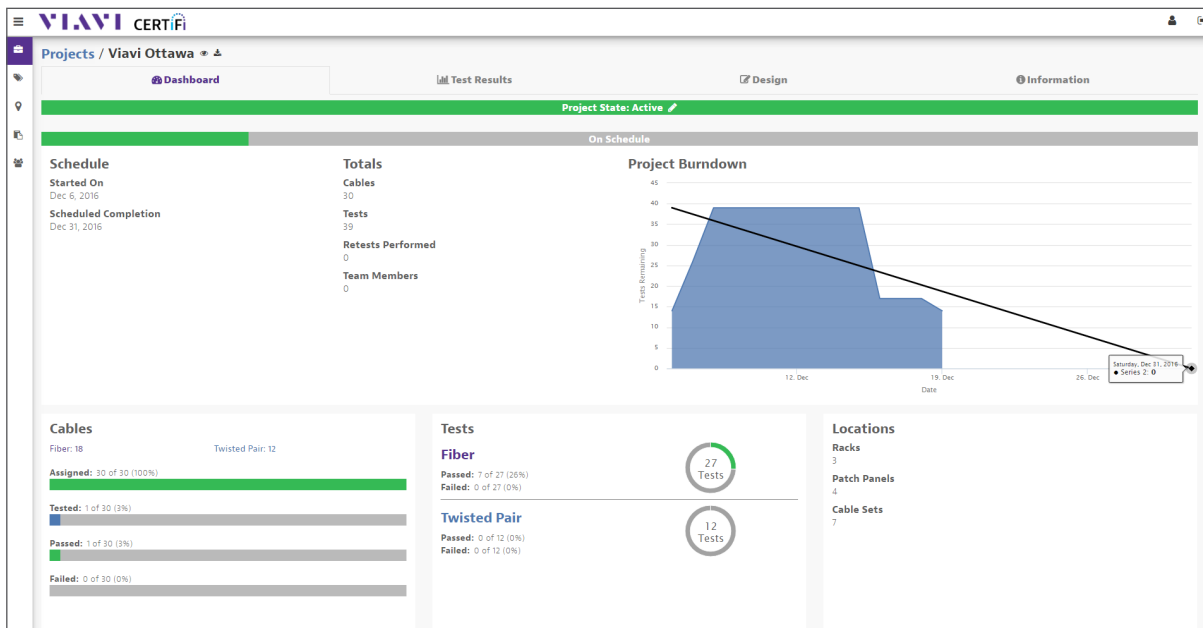 VIAVI CERTiFi
Projects / Viavi Ottawa
Dashboard
Test Results
Design
Information
Project State: Active
On Schedule
Schedule
Started On
Dec 6, 2016
Scheduled Completion
Dec 31, 2016
Totals
Cables
30
Tests
39
Retests Performed
0
Team Members
0
Project Burndown
Tests Remaining
45
40
35
30
25
20
15
10
5
0
12. Dec
19. Dec
26. Dec
Date
Saturday, Dec 31, 2016
Series 2: 0
Cables
Fiber: 18
Twisted Pair: 12
Assigned: 30 of 30 (100%)
Tested: 1 of 30 (3%)
Passed: 1 of 30 (3%)
Failed: 0 of 30 (0%)
Tests
Fiber
Passed: 7 of 27 (26%)
Failed: 0 of 27 (0%)
27
Tests
Twisted Pair
Passed: 0 of 12 (0%)
Failed: 0 of 12 (0%)
12
Tests
Locations
Racks
3
Patch Panels
4
Cable Sets
7